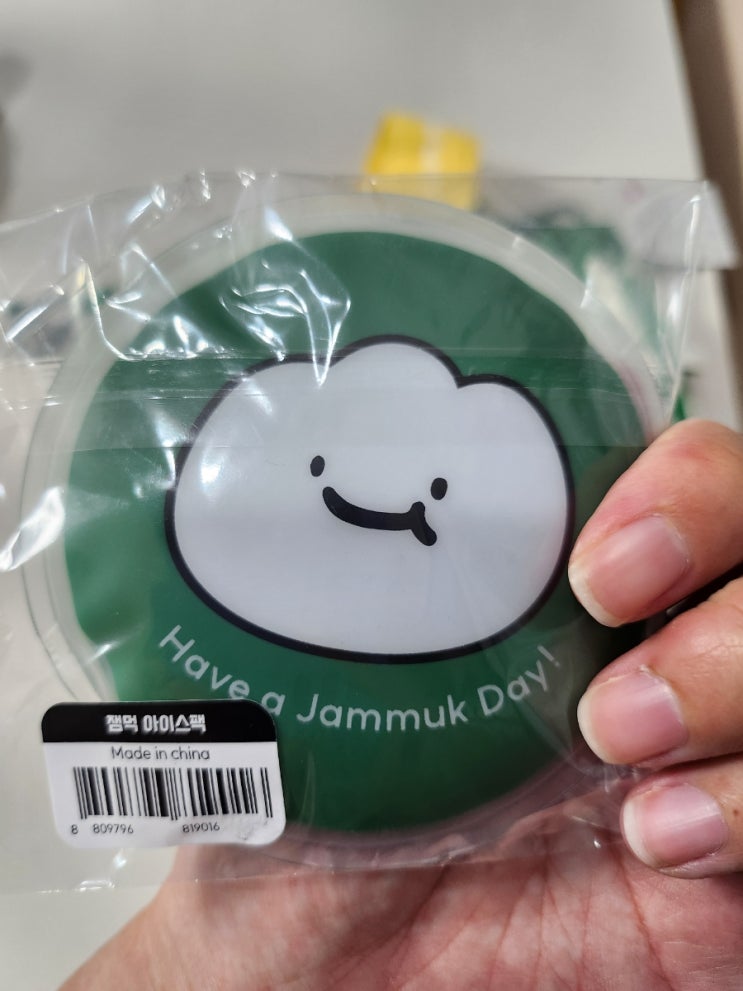 Have a Jammuk Day!
잼먹 아이스팩
Made in china
8 809796 819016